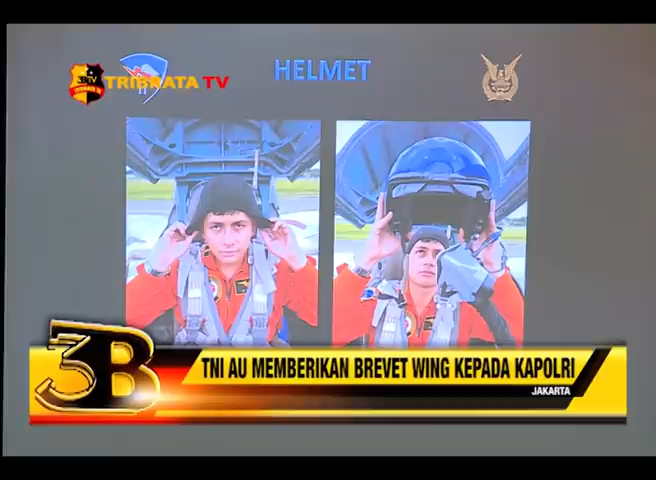 TRIBRATA TV
HELMET
3B
TNI AU MEMBERIKAN BREVET WING KEPADA KAPOLRI
JAKARTA